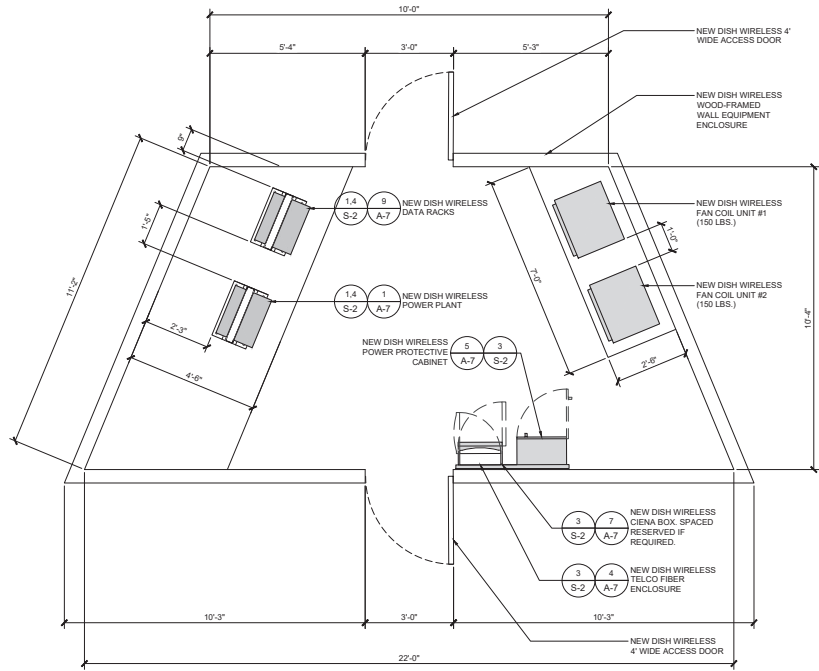 10'-0"
5'-4"
3'-0"
5'-3"
NEW DISH WIRELESS 4'
WIDE ACCESS DOOR
NEW DISH WIRELESS
WOOD-FRAMED
WALL EQUIPMENT
ENCLOSURE
9"
1'-5"
11'-2"
1,4
S-2
9
A-7
NEW DISH WIRELESS
DATA RACKS
NEW DISH WIRELESS
FAN COIL UNIT #1
(150 LBS.)
1'-0"
7'-0"
1,4
S-2
1
A-7
NEW DISH WIRELESS
POWER PLANT
NEW DISH WIRELESS
FAN COIL UNIT #2
(150 LBS.)
10'-4"
2'-3"
4'-6"
NEW DISH WIRELESS
POWER PROTECTIVE
CABINET
5
A-7
3
S-2
2'-6"
3
S-2
7
A-7
NEW DISH WIRELESS
CIENA BOX. SPACED
RESERVED IF
REQUIRED.
3
S-2
4
A-7
NEW DISH WIRELESS
TELCO FIBER
ENCLOSURE
10'-3"
3'-0"
10'-3"
NEW DISH WIRELESS
4' WIDE ACCESS DOOR
22'-0"